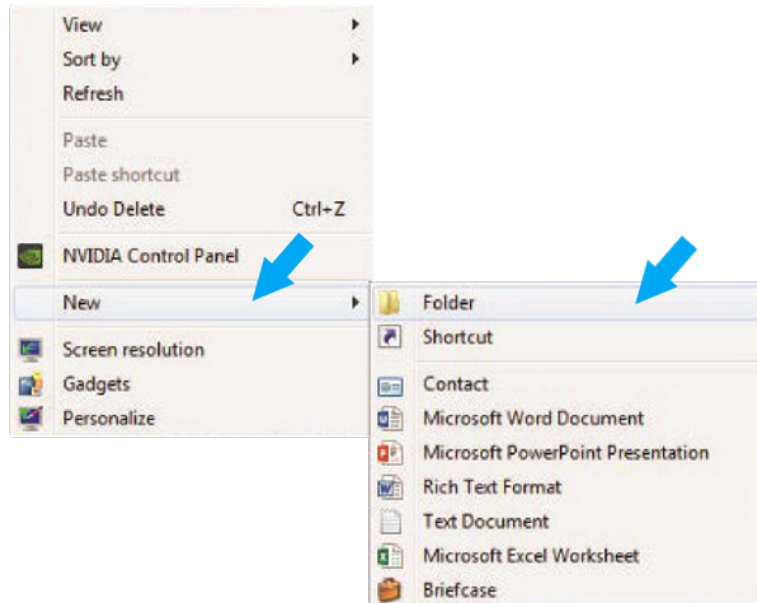 View
Sort by
Refresh
Paste
Paste shortcut
Undo Delete Ctrl+Z
NVIDIA Control Panel
New
Screen resolution
Gadgets
Personalize
Folder
Shortcut
Contact
Microsoft Word Document
Microsoft PowerPoint Presentation
Rich Text Format
Text Document
Microsoft Excel Worksheet
Briefcase